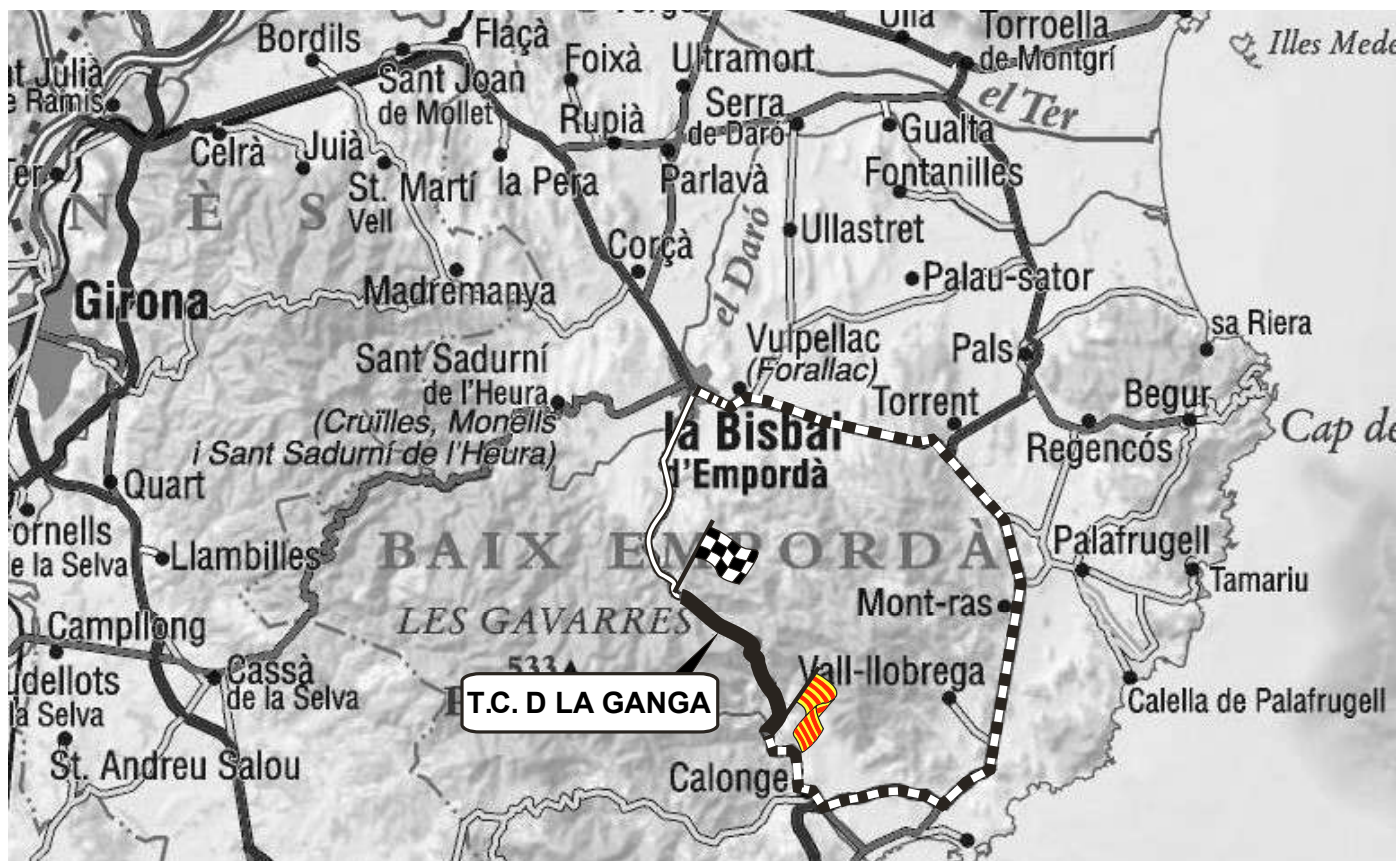 Bordils
Flaçà
Ulla
Torroella
de Montgrí
Illes Mede
Sant Joan
de Mollet
Foixà
Ultramort
t Julià
e Ramis
el Ter
Celrà
Juià
St. Martí
Vell
la Pera
Rupià
Serra
de Daró
Gualta
Parlavà
Fontanilles
er
N È S
Ullastret
el Daró
Corçà
Madremanya
Palau-sator
Girona
sa Riera
Vulpellac
(Forallac)
Pals
Sant Sadurní
de l'Heura
(Cruïlles, Monells
i Sant Sadurní de l'Heura)
Torrent
Begur
Cap de
la Bisbal
d'Empordà
Regencós
Quart
ornells
e la Selva
Llambilles
BAIX EMPORDÀ
Palafrugell
Tamariu
Mont-ras
LES GAVARRES
533
Campllong
Cassà
de la Selva
udellots
la Selva
Vall-llobrega
T.C. D LA GANGA
Calella de Palafrugell
St. Andreu Salou
Calonge